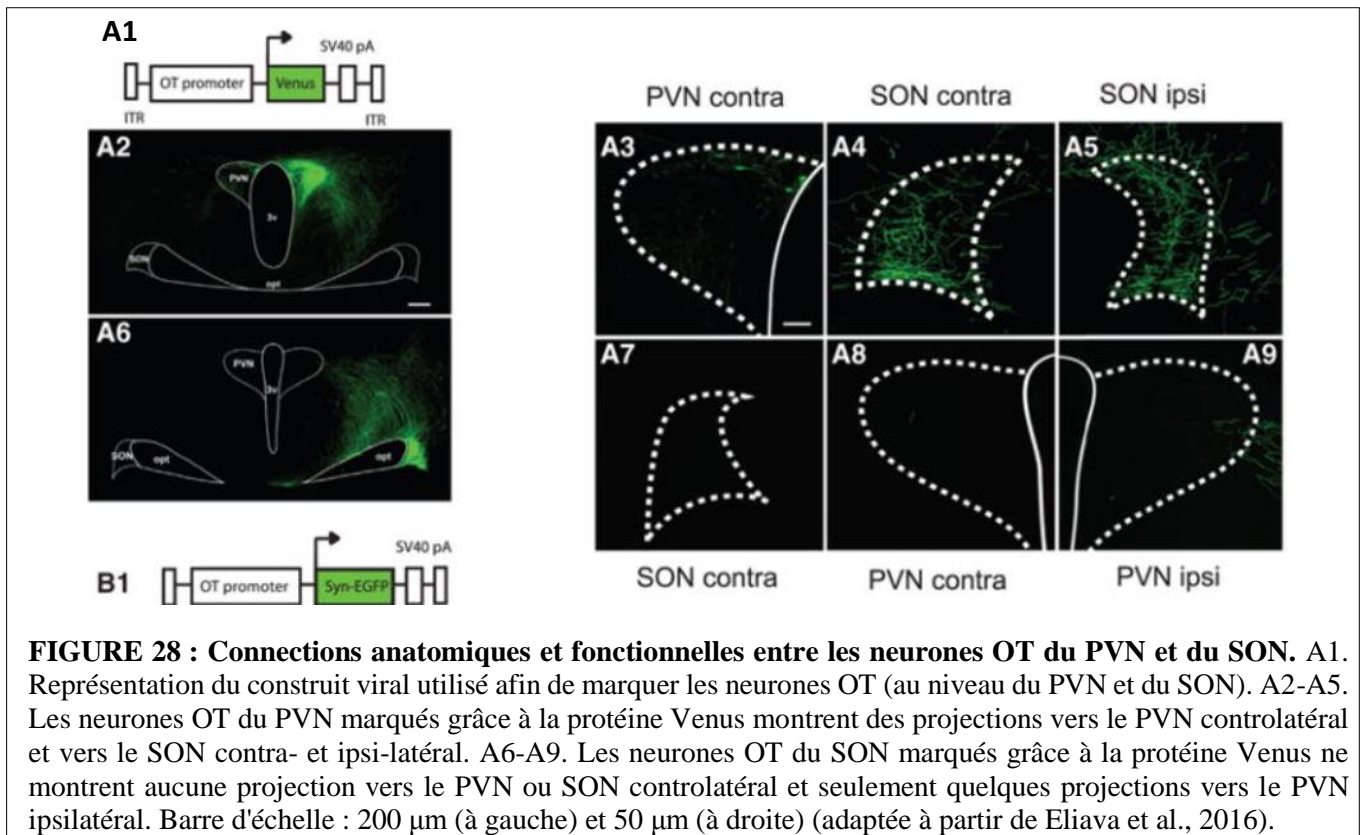 A1
SV40 pA
OT promoter Venus
ITR ITR
A2
PVN
3v
SON
opt
A6
PVN
3v
SON opt opt
SV40 pA
B1 OT promoter Syn-EGFP
PVN contra SON contra SON ipsi
A3 A4 A5
A7 A8 A9
SON contra PVN contra PVN ipsi
FIGURE 28 : Connections anatomiques et fonctionnelles entre les neurones OT du PVN et du SON. A1.
Représentation du construit viral utilisé afin de marquer les neurones OT (au niveau du PVN et du SON). A2-A5.
Les neurones OT du PVN marqués grâce à la protéine Venus montrent des projections vers le PVN controlatéral
et vers le SON contra- et ipsi-latéral. A6-A9. Les neurones OT du SON marqués grâce à la protéine Venus ne
montrent aucune projection vers le PVN ou SON controlatéral et seulement quelques projections vers le PVN
ipsilatéral. Barre d'échelle : 200 μm (à gauche) et 50 μm (à droite) (adaptée à partir de Eliava et al., 2016).